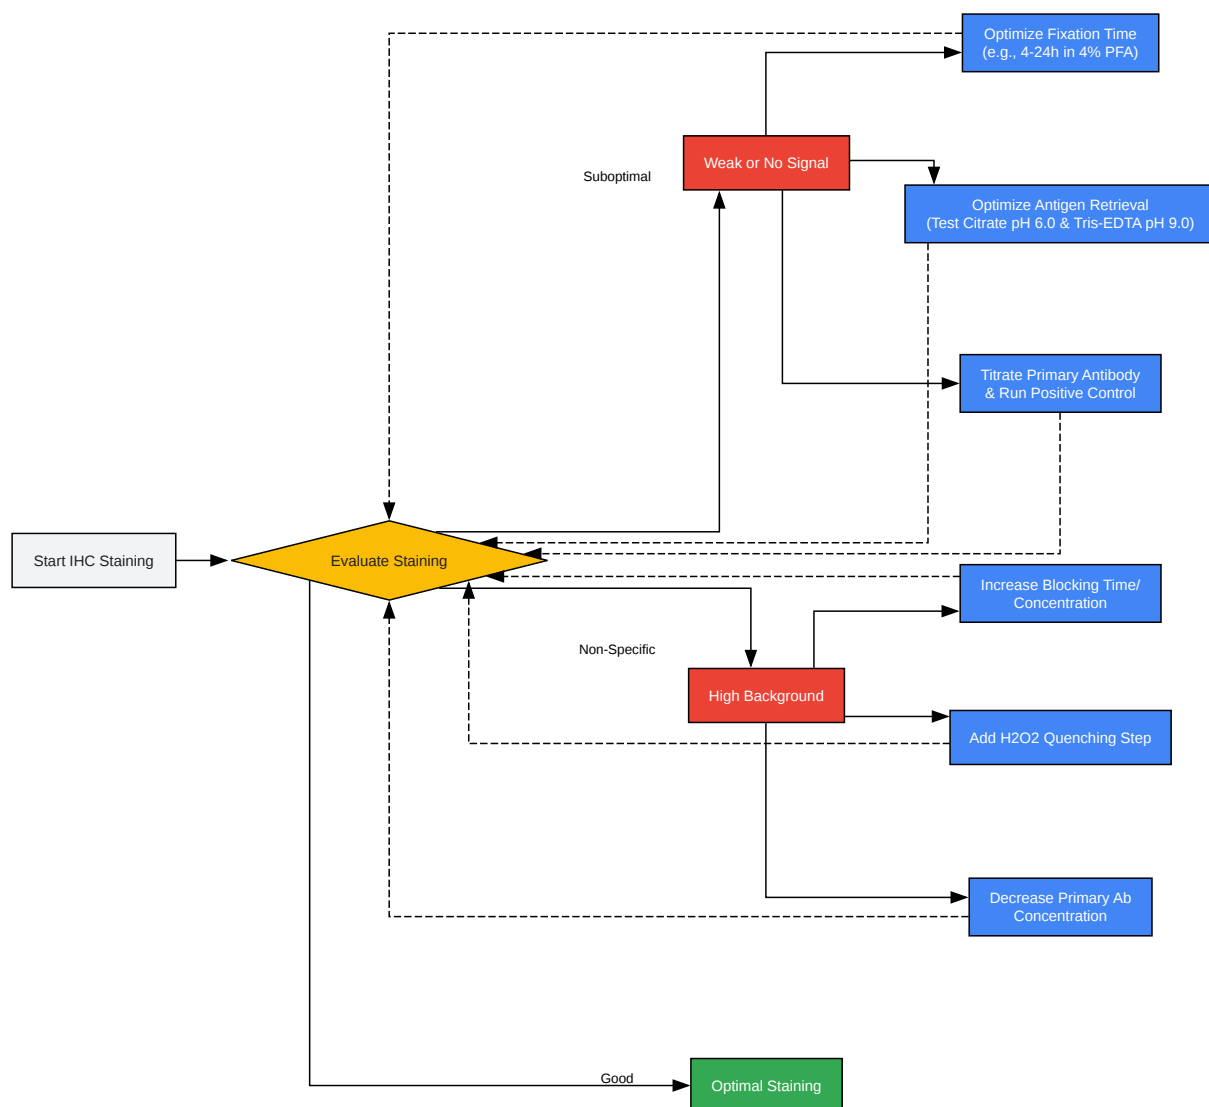 Optimize Fixation Time
(e.g., 4-24h in 4% PFA)
Weak or No Signal
Suboptimal
Optimize Antigen Retrieval
(Test Citrate pH 6.0 & Tris-EDTA pH 9.0)
Titrate Primary Antibody
& Run Positive Control
Start IHC Staining
Evaluate Staining
Increase Blocking Time/
Concentration
Non-Specific
High Background
Add H2O2 Quenching Step
Decrease Primary Ab
Concentration
Good
Optimal Staining